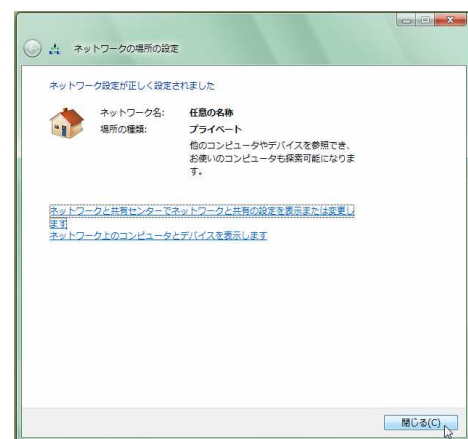 ネットワークの場所の設定
ネットワーク設定が正しく設定されました
ネットワーク名: 任意の名称
場所の種類: プライベート
他のコンピュータやデバイスを参照でき、
お使いのコンピュータも探索可能になりま
す。
ネットワークと共有センターでネットワークと共有の設定を表示または変更し
ます
ネットワーク上のコンピュータとデバイスを表示します
閉じる(C)